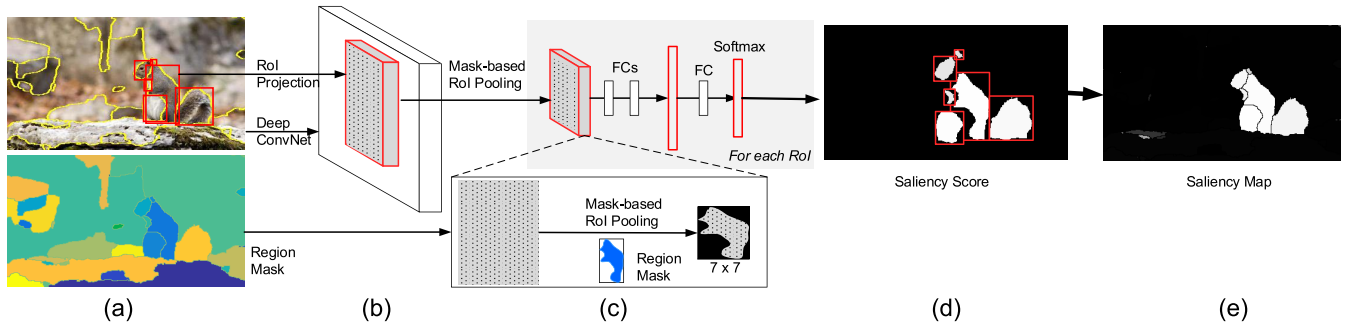 RoI
Projection
Deep
ConvNet
Region
Mask
Mask-based
RoI Pooling
FCs
FC
Softmax
For each RoI
Mask-based
RoI Pooling
Region
Mask
7 x 7
Saliency Score
Saliency Map
(a)
(b)
(c)
(d)
(e)